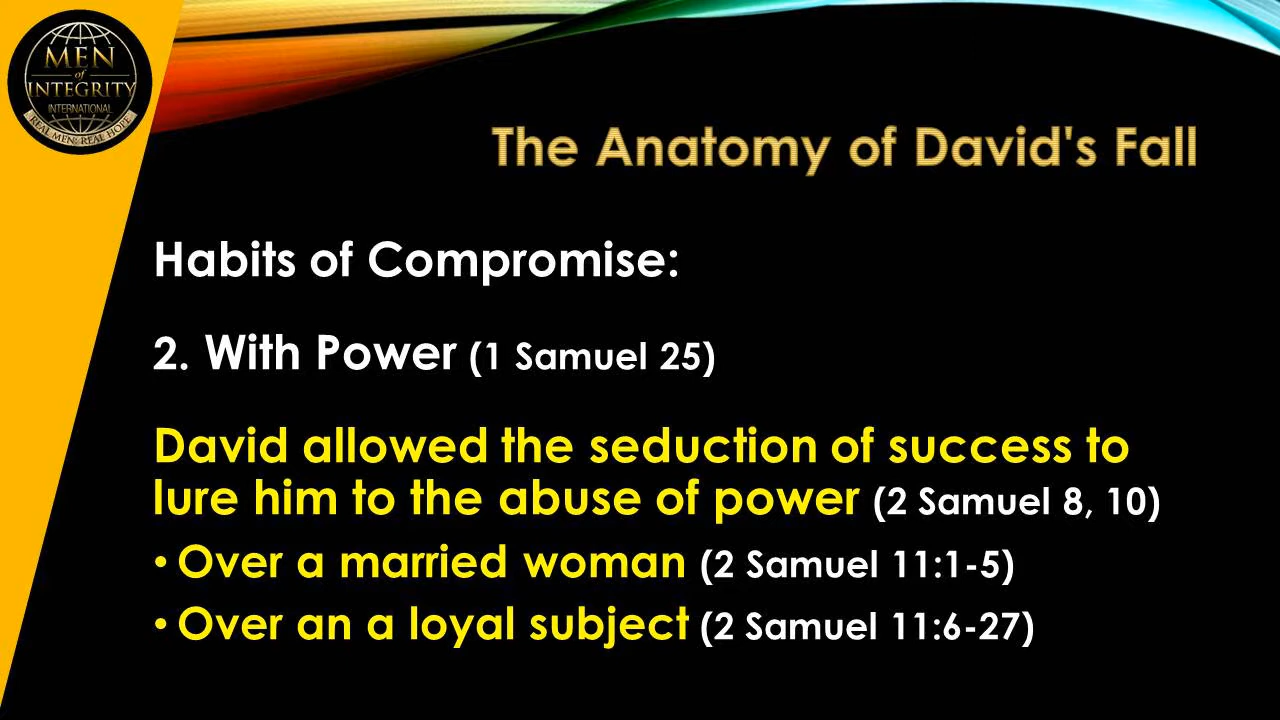 MEN
of
INTEGRITY
INTERNATIONAL
REAL MEN; REAL HOPE
The Anatomy of David's Fall
Habits of Compromise:
2. With Power (1 Samuel 25)
David allowed the seduction of success to
lure him to the abuse of power (2 Samuel 8, 10)
• Over a married woman (2 Samuel 11:1-5)
• Over an a loyal subject (2 Samuel 11:6-27)